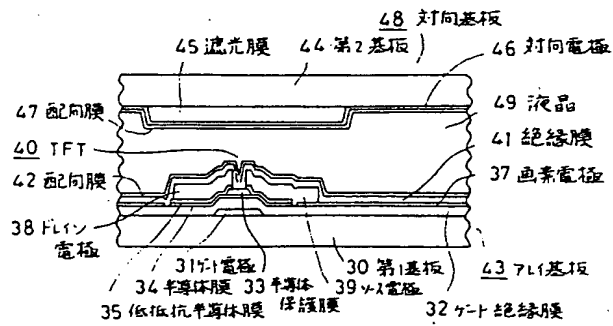 48 対向基板
45 遮光膜
44 第2基板
46 対向電極
47 配向膜
49 液晶
40 TFT
41 絶縁膜
42 配向膜
37 画素電極
38 ドレイン
電極
31 ゲート電極
30 第1基板
43 アレイ基板
34 半導体膜
33 半導体
保護膜
39 ソース電極
35 低抵抗半導体膜
32 ゲート絶縁膜